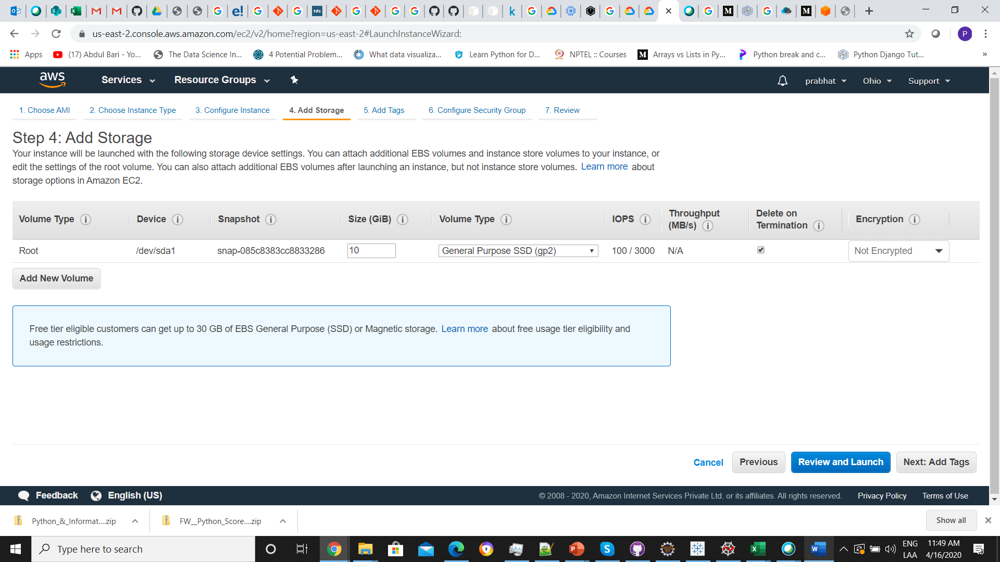 us-east-2.console.aws.amazon.com/ec2/v2/home?region=us-east-2#LaunchInstanceWizard:
P
Apps
(17) Abdul Bari - Yo...
The Data Science In...
4 Potential Problem...
What data visualiza...
Learn Python for D...
NPTEL :: Courses
Arrays vs Lists in Py...
Python break and c...
Python Django Tut...
»
aws
Services
Resource Groups
prabhat
Ohio
Support
1. Choose AMI
2. Choose Instance Type
3. Configure Instance
4. Add Storage
5. Add Tags
6. Configure Security Group
7. Review
Step 4: Add Storage
Your instance will be launched with the following storage device settings. You can attach additional EBS volumes and instance store volumes to your instance, or
edit the settings of the root volume. You can also attach additional EBS volumes after launching an instance, but not instance store volumes. Learn more about
storage options in Amazon EC2.
Volume Type
Device
Snapshot
Size (GiB)
Volume Type
IOPS
Throughput
(MB/s)
Delete on
Termination
Encryption
Root
/dev/sda1
snap-085c8383cc8833286
10
General Purpose SSD (gp2)
100 / 3000
N/A
Not Encrypted
Add New Volume
Free tier eligible customers can get up to 30 GB of EBS General Purpose (SSD) or Magnetic storage. Learn more about free usage tier eligibility and
usage restrictions.
Cancel
Previous
Review and Launch
Next: Add Tags
Feedback
English (US)
© 2008 - 2020, Amazon Internet Services Private Ltd. or its affiliates. All rights reserved.
Privacy Policy
Terms of Use
Python_&_Informat....zip
FW__Python_Score....zip
Show all
Type here to search
ENG
LAA
11:49 AM
4/16/2020